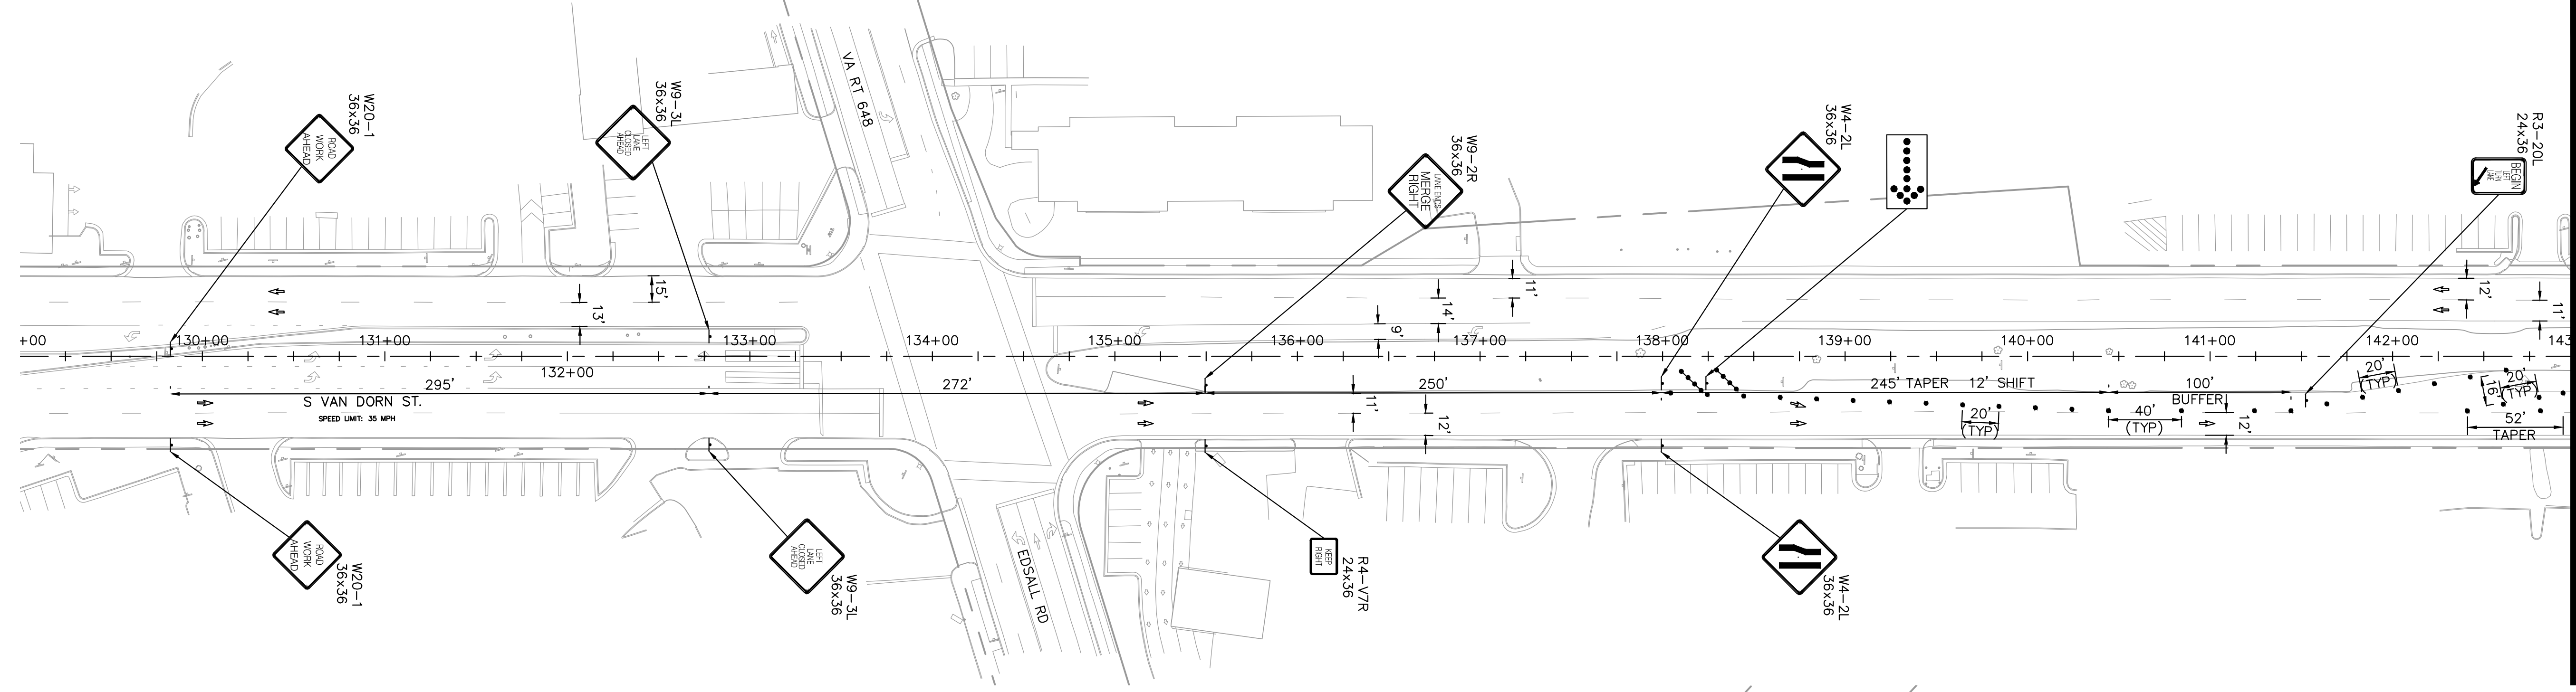 W20-1
36x36
ROAD
WORK
AHEAD
W9-3L
36x36
LEFT
LANE
CLOSED
AHEAD
VA RT 648
W9-2R
36x36
LANE ENDS
MERGE
RIGHT
W4-2L
36x36
R3-20L
24x36
BEGIN
LEFT
TURN
LANE
15'
13'
11'
14'
9'
12'
11'
+00
130+00
131+00
132+00
133+00
134+00
135+00
136+00
137+00
138+00
139+00
140+00
141+00
142+00
143
295'
272'
250'
245' TAPER 12' SHIFT
100'
BUFFER
S VAN DORN ST.
SPEED LIMIT: 35 MPH
11'
12'
20'
(TYP)
40'
(TYP)
12'
20'
(TYP)
16'
20'
(TYP)
52'
TAPER
ROAD
WORK
AHEAD
W20-1
36x36
LEFT
LANE
CLOSED
AHEAD
W9-3L
36x36
EDSALL RD
KEEP
RIGHT
R4-V7R
24x36
W4-2L
36x36